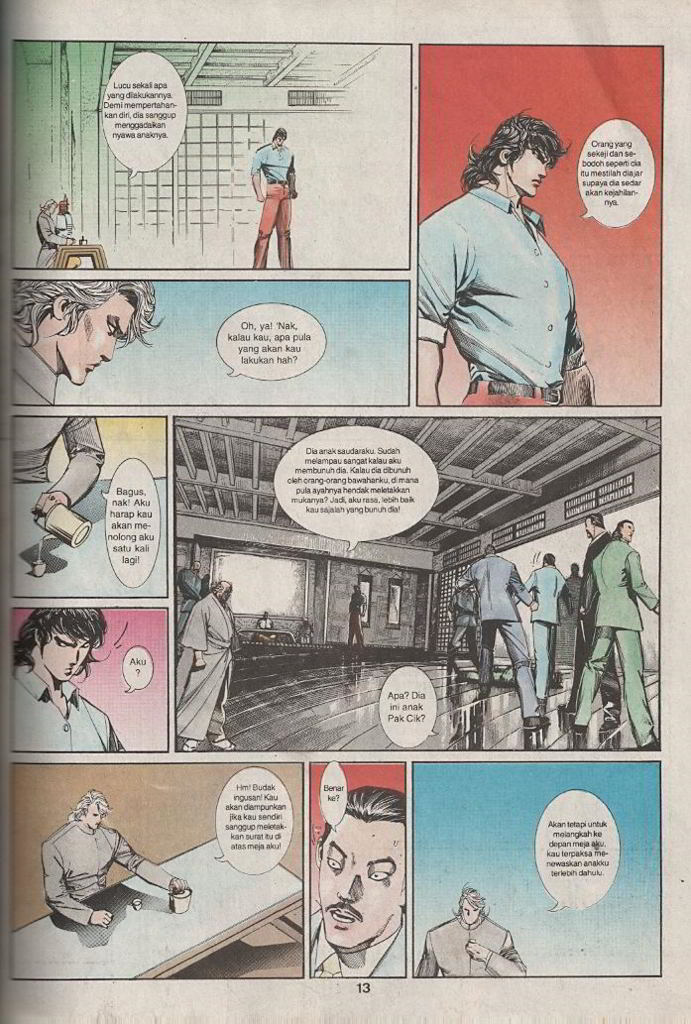 Lucu sekali apa
yang dilakukannya.
Demi mempertahan-
kan diri, dia sanggup
menggadaikan
nyawa anaknya.
Orang yang
sekeji dan se-
bodoh seperti dia
itu mestilah diajar
supaya dia sedar
akan kejahilan-
nya.
Oh, ya! 'Nak,
kalau kau, apa pula
yang akan kau
lakukan hah?
Bagus,
nak! Aku
harap kau
akan me-
nolong aku
satu kali
lagi!
Aku
?
Dia anak saudaraku. Sudah
melampau sangat kalau aku
membunuh dia. Kalau dia dibunuh
oleh orang-orang bawahanku, di mana
pula ayahnya hendak meletakkan
mukanya? Jadi, aku rasa, lebih baik
kau sajalah yang bunuh dia!
Apa? Dia
ini anak
Pak Cik?
Hm! Budak
ingusan! Kau
akan diampunkan
jika kau sendiri
sanggup meletak-
kan surat itu di
atas meja aku!
Benar
ke?
Akan tetapi untuk
melangkah ke
depan meja aku,
kau terpaksa me-
newaskan anakku
terlebih dahulu.
13